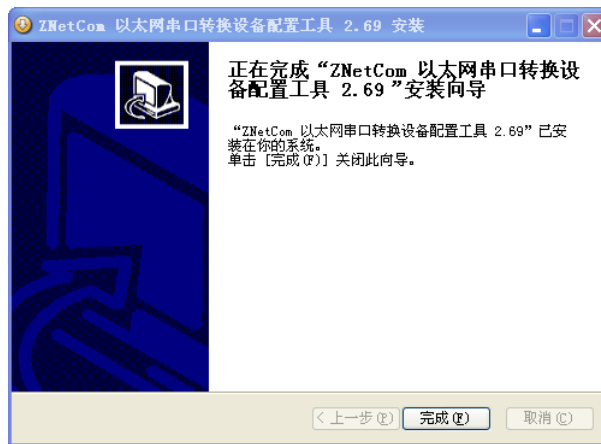 ZNetCom 以太网串口转换设备配置工具 2.69 安装
正在完成“ZNetCom 以太网串口转换设
备配置工具 2.69”安装向导
“ZNetCom 以太网串口转换设备配置工具 2.69”已安
装在你的系统。
单击 [完成(F)] 关闭此向导。
< 上一步(P) 完成(F) 取消(C)